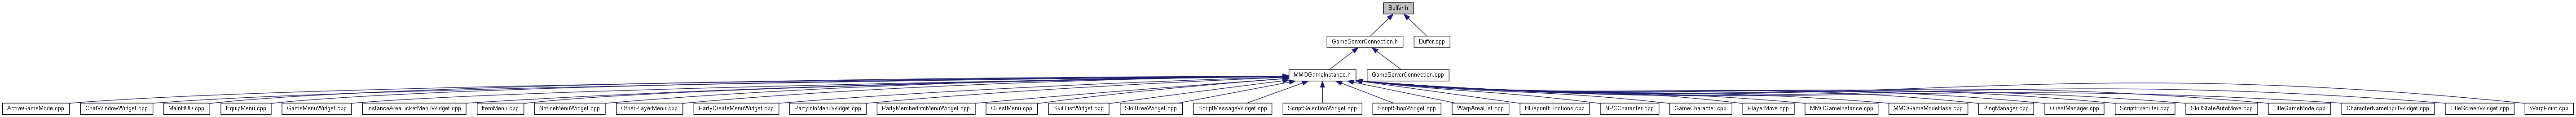 Buffer.h
GameServerConnection.h
Buffer.cpp
MMOGameInstance.h
GameServerConnection.cpp
ActiveGameMode.cpp
ChatWindowWidget.cpp
MainHUD.cpp
EquipMenu.cpp
GameMenuWidget.cpp
InstanceAreaTicketMenuWidget.cpp
ItemMenu.cpp
NoticeMenuWidget.cpp
OtherPlayerMenu.cpp
PartyCreateMenuWidget.cpp
PartyInfoMenuWidget.cpp
PartyMemberInfoMenuWidget.cpp
QuestMenu.cpp
SkillListWidget.cpp
SkillTreeWidget.cpp
ScriptMessageWidget.cpp
ScriptSelectionWidget.cpp
ScriptShopWidget.cpp
WarpAreaList.cpp
BlueprintFunctions.cpp
NPCCharacter.cpp
GameCharacter.cpp
PlayerMove.cpp
MMOGameInstance.cpp
MMOGameModeBase.cpp
PingManager.cpp
QuestManager.cpp
ScriptExecuter.cpp
SkillStateAutoMove.cpp
TitleGameMode.cpp
CharacterNameInputWidget.cpp
TitleScreenWidget.cpp
WarpPoint.cpp